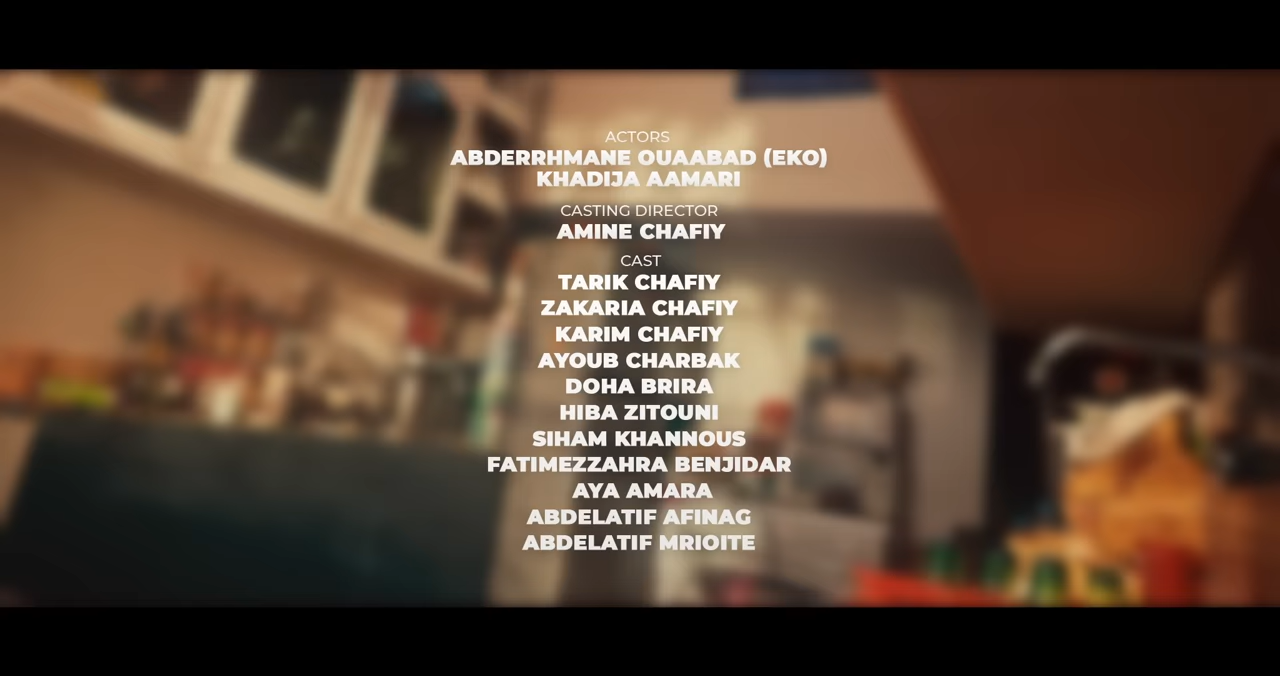 ACTORS
ABDERRHMANE OUAABAD (EKO)
KHADIJA AAMARI
CASTING DIRECTOR
AMINE CHAFIY
CAST
TARIK CHAFIY
ZAKARIA CHAFIY
KARIM CHAFIY
AYOUB CHARBAK
DOHA BRIRA
HIBA ZITOUNI
SIHAM KHANNOUS
FATIMEZZAHRA BENJIDAR
AYA AMARA
ABDELATIF AFINAG
ABDELATIF MRIOITE